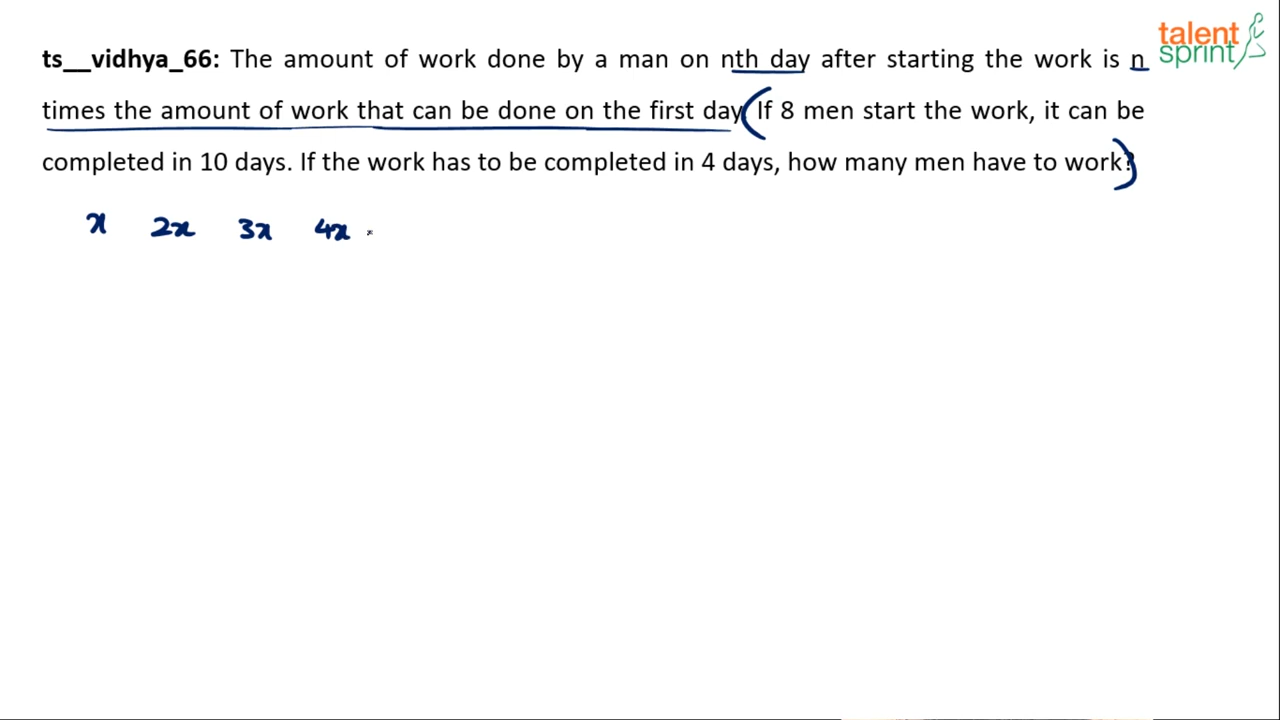 talent
sprint
ts__vidhya_66: The amount of work done by a man on nth day after starting the work is n
times the amount of work that can be done on the first day If 8 men start the work, it can be
completed in 10 days. If the work has to be completed in 4 days, how many men have to work?
x 2x 3x 4x